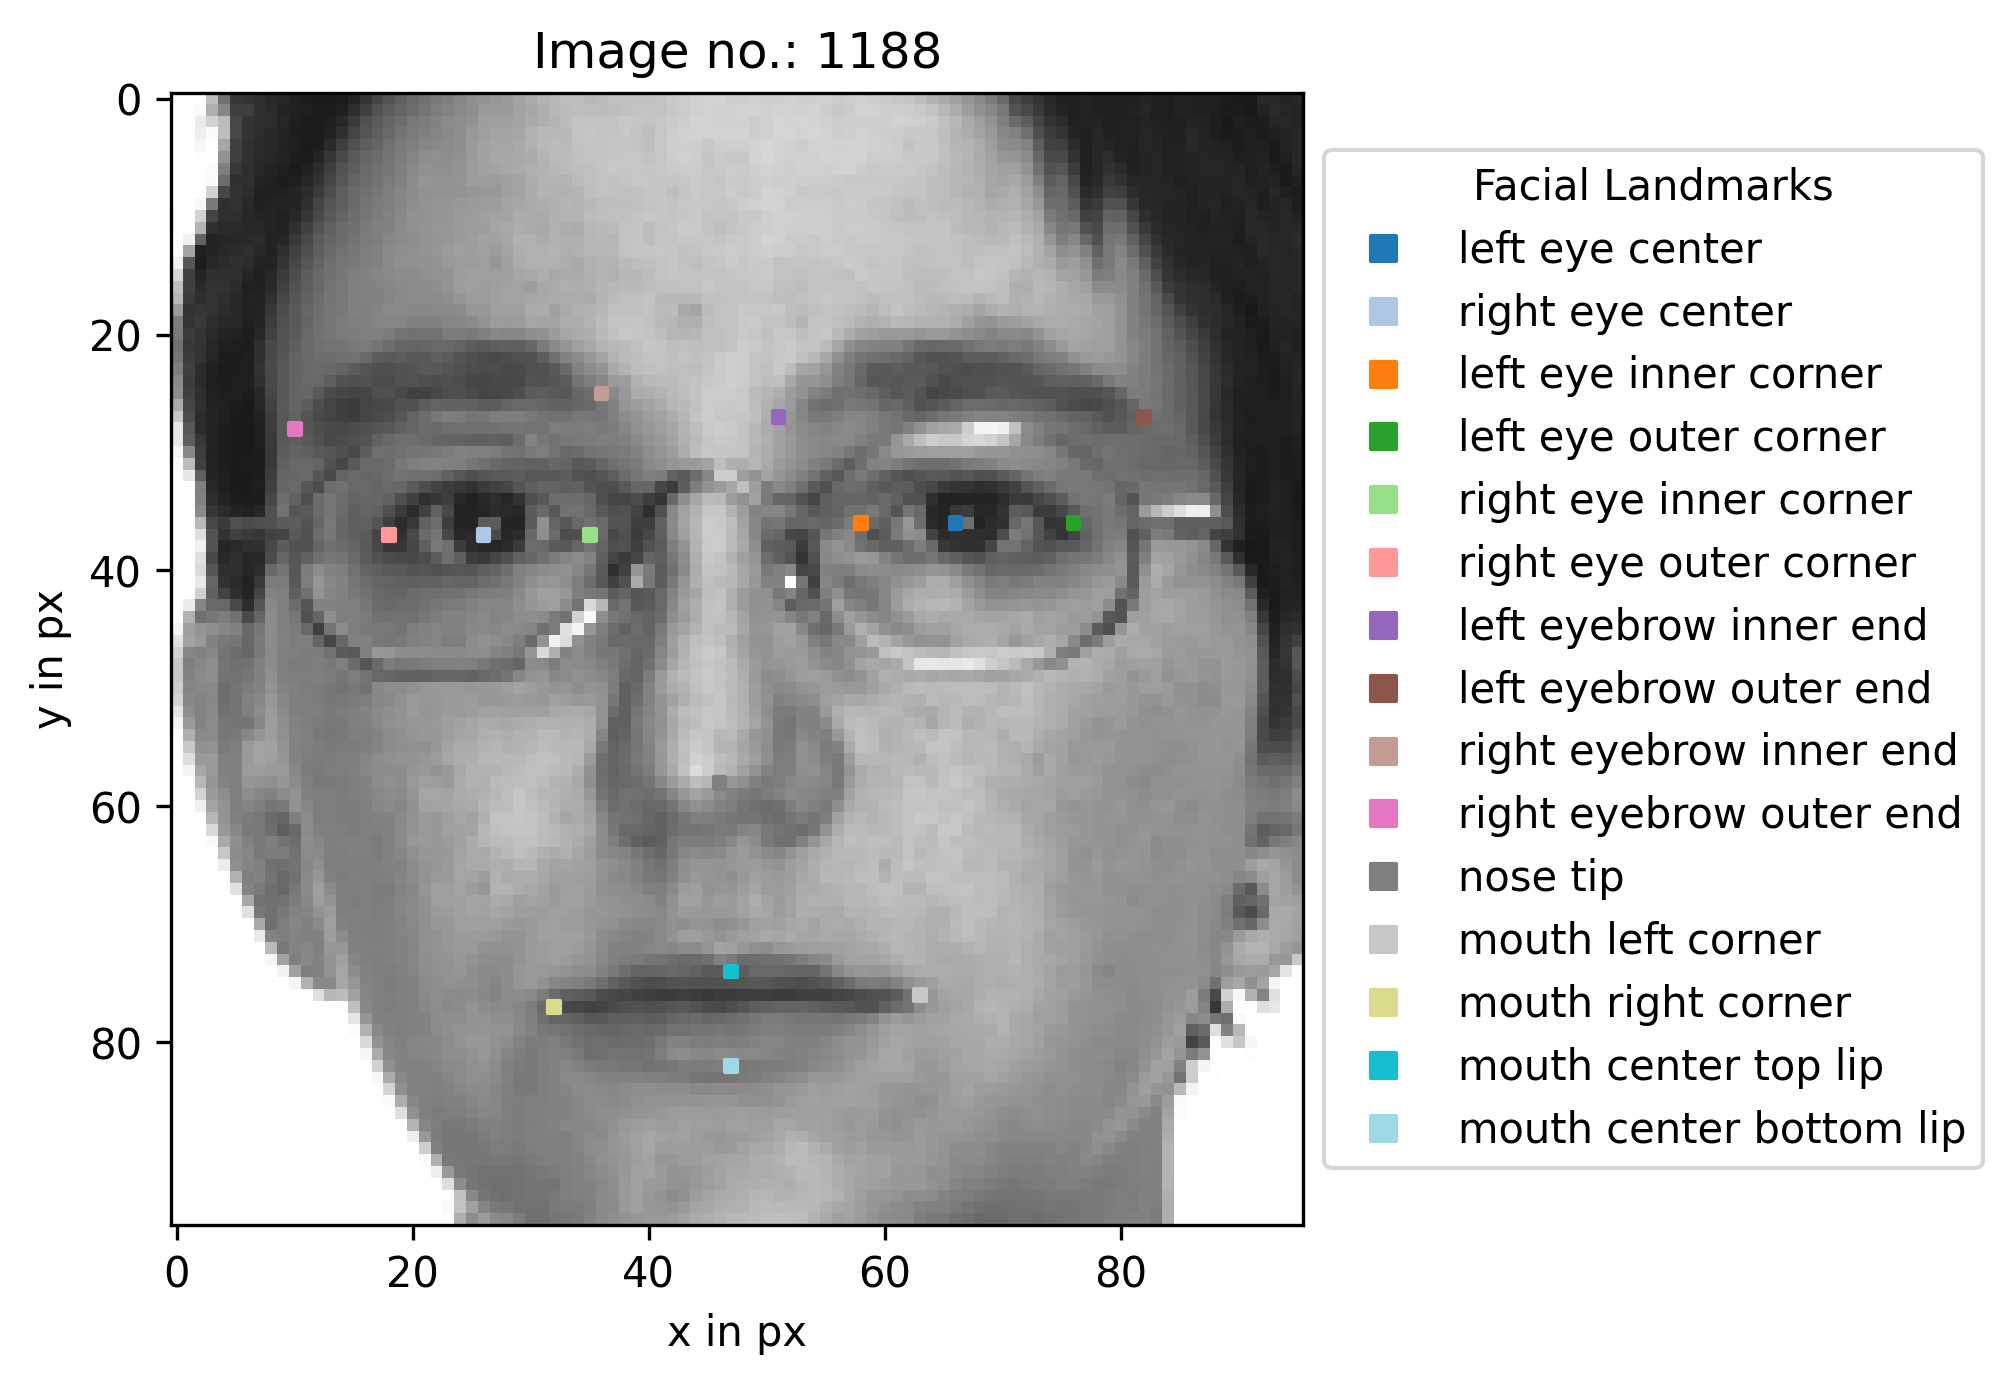 Image no.: 1188
0
20
40
60
80
y in px
0 20 40 60 80
x in px
Facial Landmarks
left eye center
right eye center
left eye inner corner
left eye outer corner
right eye inner corner
right eye outer corner
left eyebrow inner end
left eyebrow outer end
right eyebrow inner end
right eyebrow outer end
nose tip
mouth left corner
mouth right corner
mouth center top lip
mouth center bottom lip